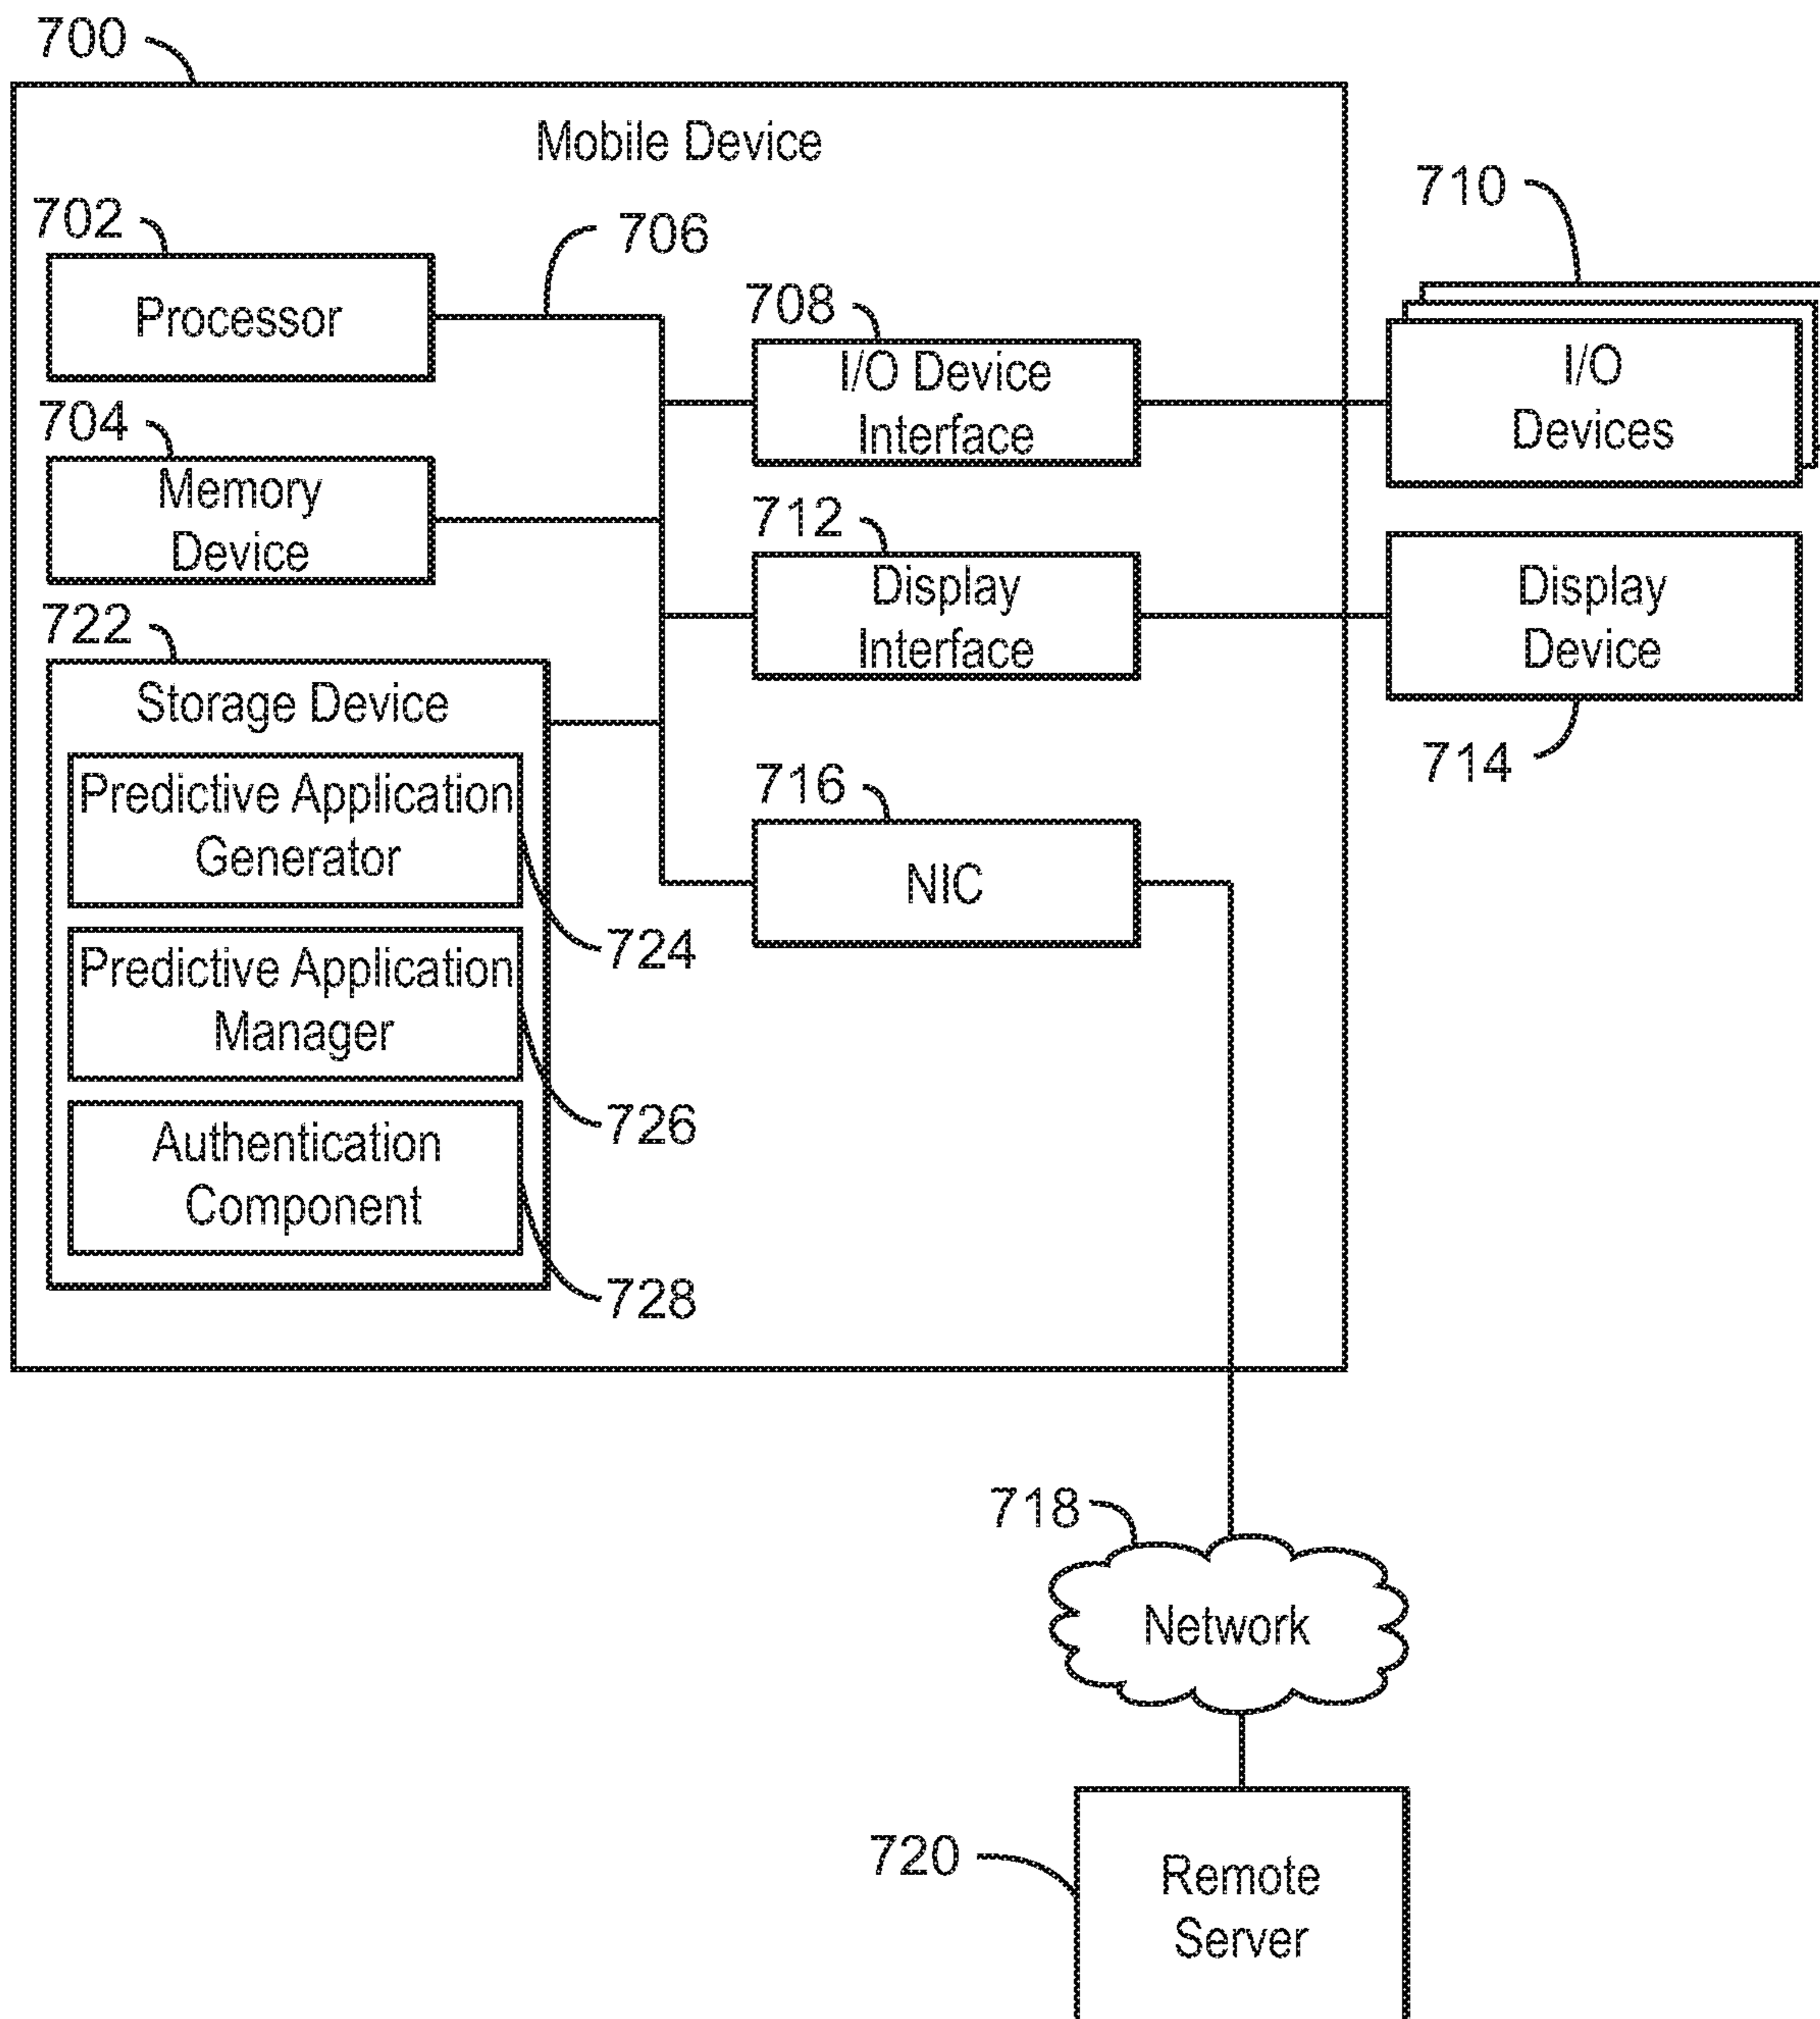 700
Mobile Device
702
706
710
Processor
708
I/O Device
Interface
I/O
Devices
704
Memory
Device
712
Display
Interface
Display
Device
714
722
Storage Device
Predictive Application
Generator
724
716
NIC
Predictive Application
Manager
726
Authentication
Component
728
718
Network
720
Remote
Server